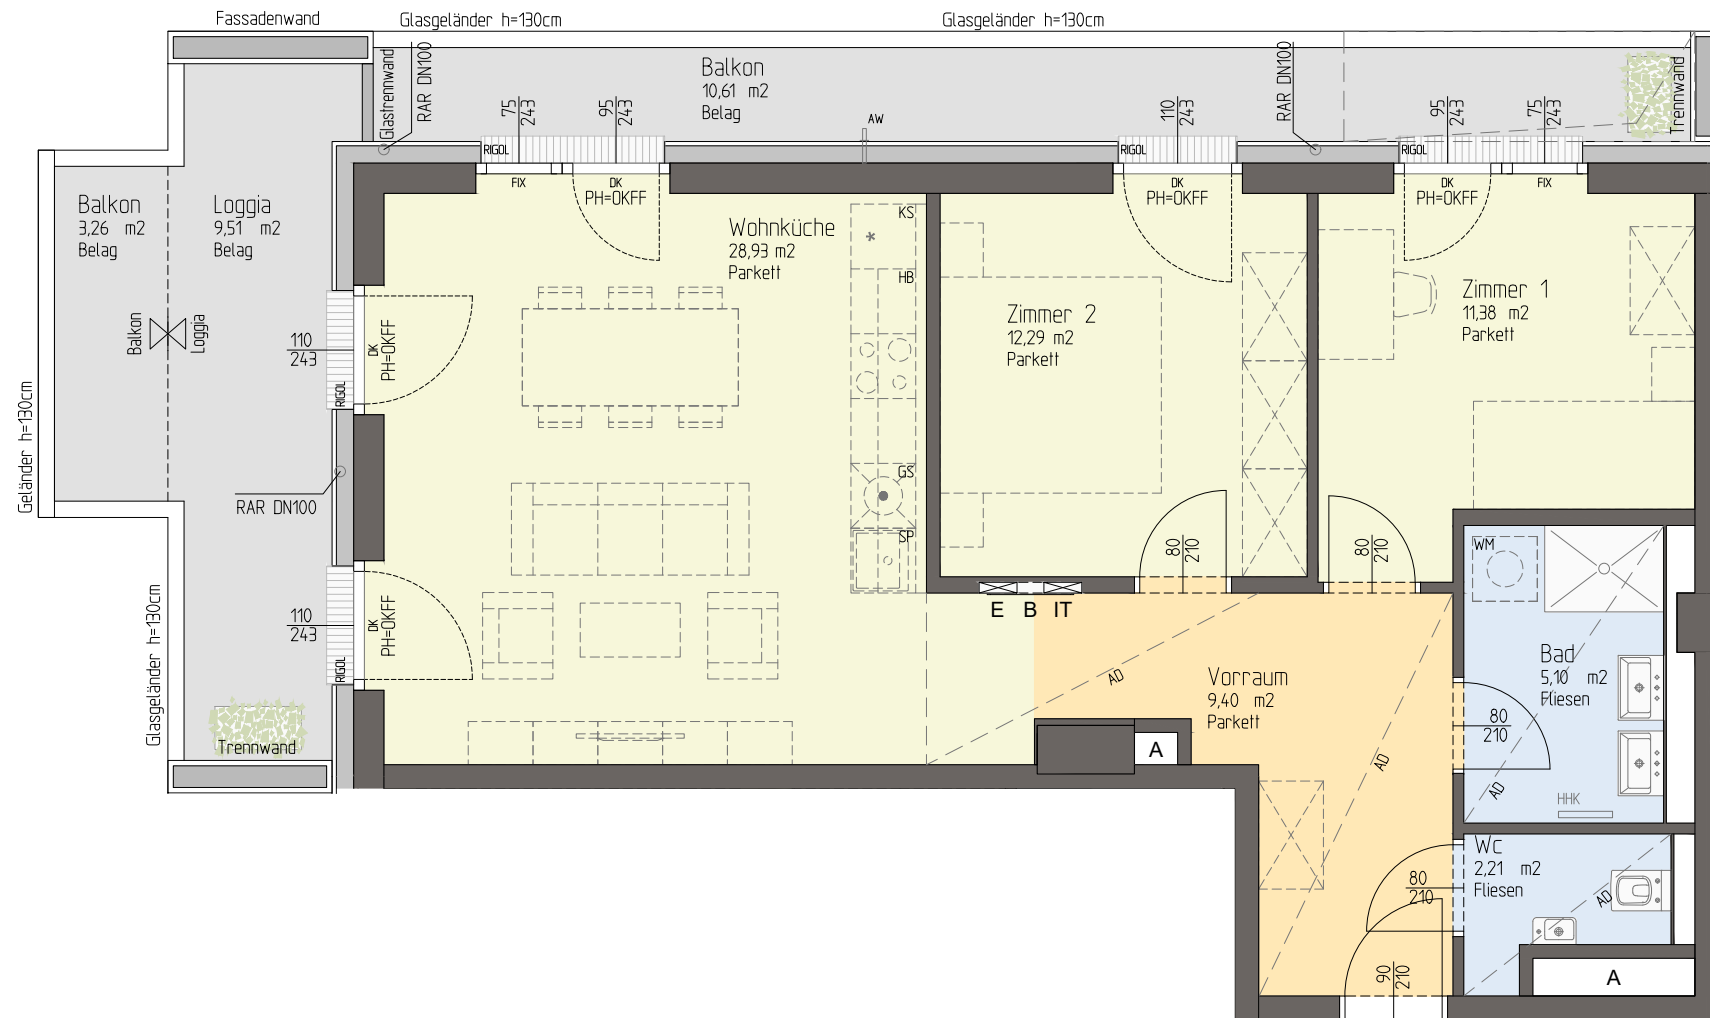 Fassadenwand
Glasgeländer h=130cm
Glasgeländer h=130cm
Glastrennwand
RAR DN100
Balkon
10,61 m2
Belag
75
243
95
243
AW
110
243
RAR DN100
95
243
75
243
Trennwand
RIGOL
RIGOL
RIGOL
FIX
DK
PH=OKFF
DK
PH=OKFF
DK
PH=OKFF
FIX
Balkon
3,26 m2
Belag
Loggia
9,51 m2
Belag
Wohnküche
28,93 m2
Parkett
KS
HB
GS
SP
Zimmer 2
12,29 m2
Parkett
Zimmer 1
11,38 m2
Parkett
Balkon
Loggia
110
243
DK
PH=OKFF
RIGOL
Geländer h=130cm
RAR DN100
80
210
80
210
WM
E B IT
110
243
DK
PH=OKFF
RIGOL
Glasgeländer h=130cm
AD
Vorraum
9,40 m2
Parkett
Bad
5,10 m2
Fliesen
80
210
Trennwand
A
AD
AD
HHK
Wc
2,21 m2
Fliesen
80
210
AD
90
210
A